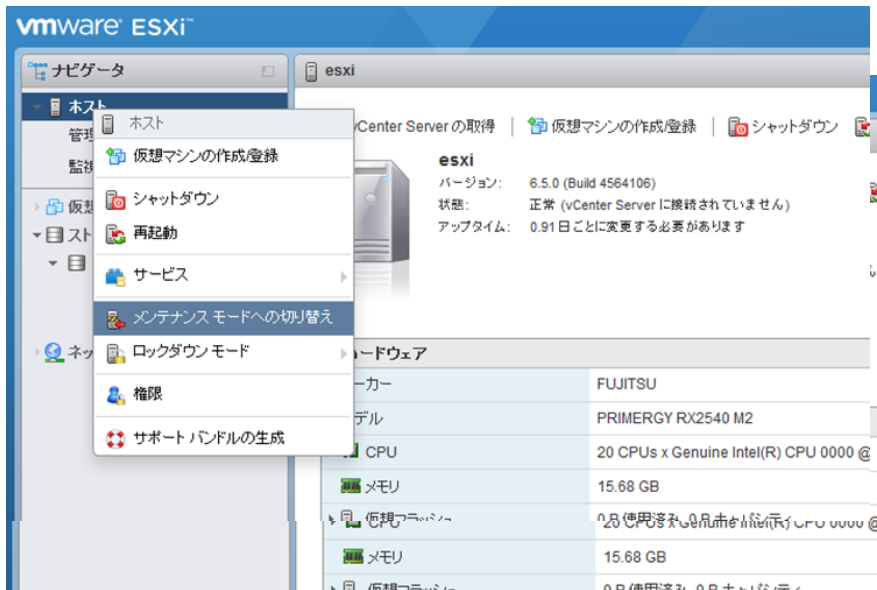 vmware ESXi™
ナビゲータ
esxi
ホスト
ホスト
仮想マシンの作成/登録
シャットダウン
再起動
サービス
メンテナンス モードへの切り替え
ロックダウン モード
権限
サポート バンドルの生成
Center Server の取得
仮想マシンの作成/登録
シャットダウン
esxi
バージョン: 6.5.0 (Build 4564106)
状態: 正常 (vCenter Server に接続されていません)
アップタイム: 0.91 日ごとに変更する必要があります
ードウェア
ーカー FUJITSU
デル PRIMERGY RX2540 M2
CPU 20 CPUs x Genuine Intel(R) CPU 0000 @
メモリ 15.68 GB
メモリ 15.68 GB